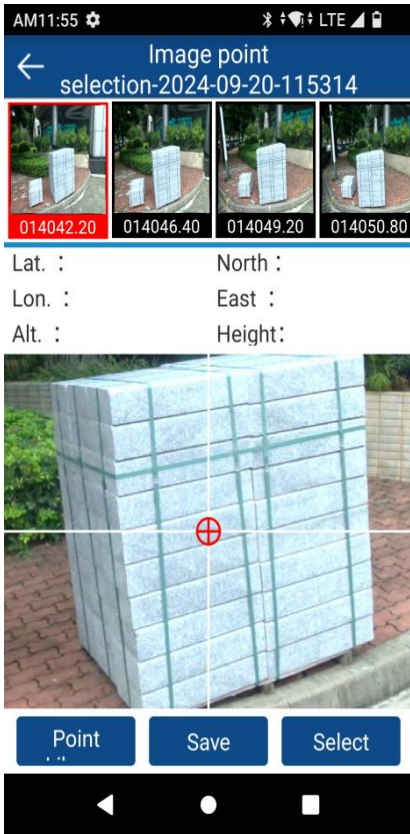 AM11:55 LTE
Image point
selection-2024-09-20-115314
014042.20 014046.40 014049.20 014050.80
Lat. : North :
Lon. : East :
Alt. : Height:
Point Save Select